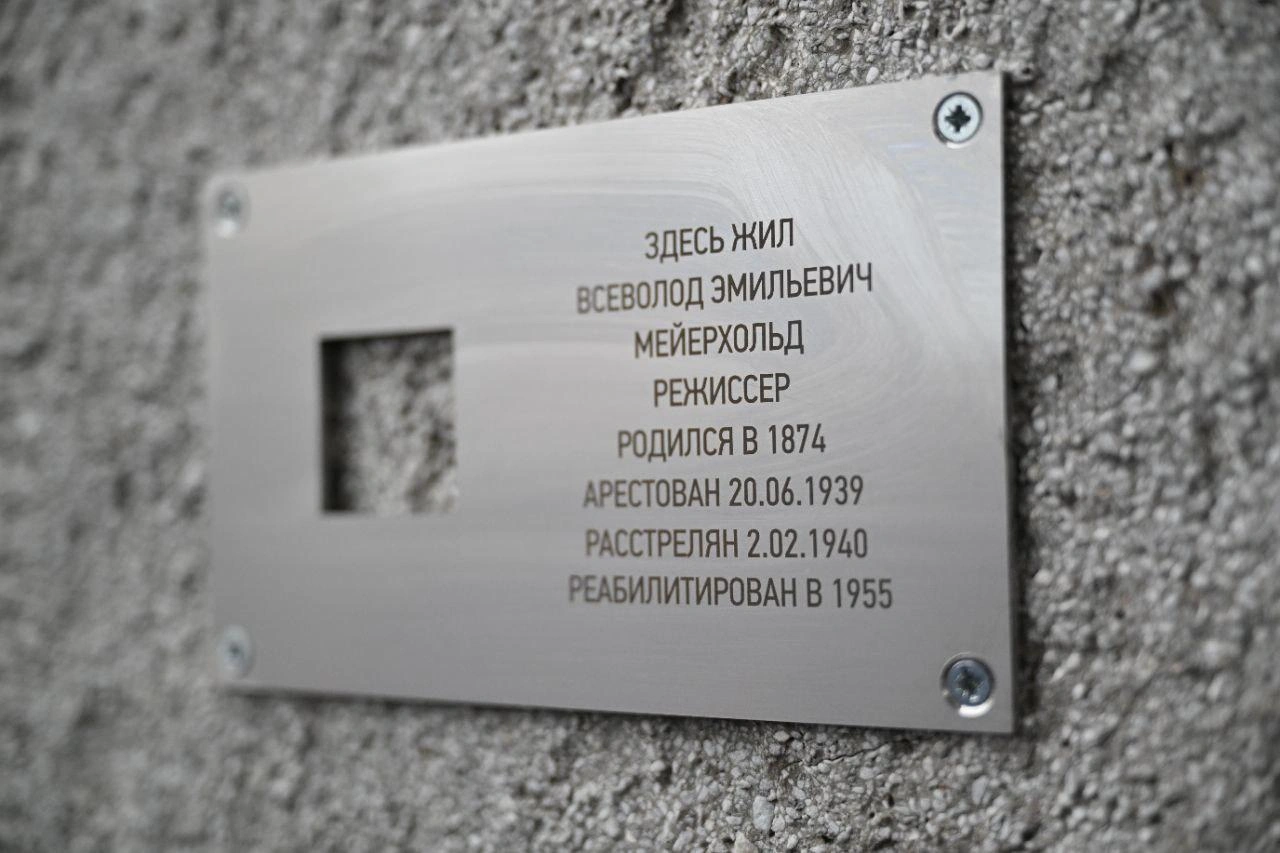 ЗДЕСЬ ЖИЛ
ВСЕВОЛОД ЭМИЛЬЕВИЧ
МЕЙЕРХОЛЬД
РЕЖИССЕР
РОДИЛСЯ В 1874
АРЕСТОВАН 20.06.1939
РАССТРЕЛЯН 2.02.1940
РЕАБИЛИТИРОВАН В 1955